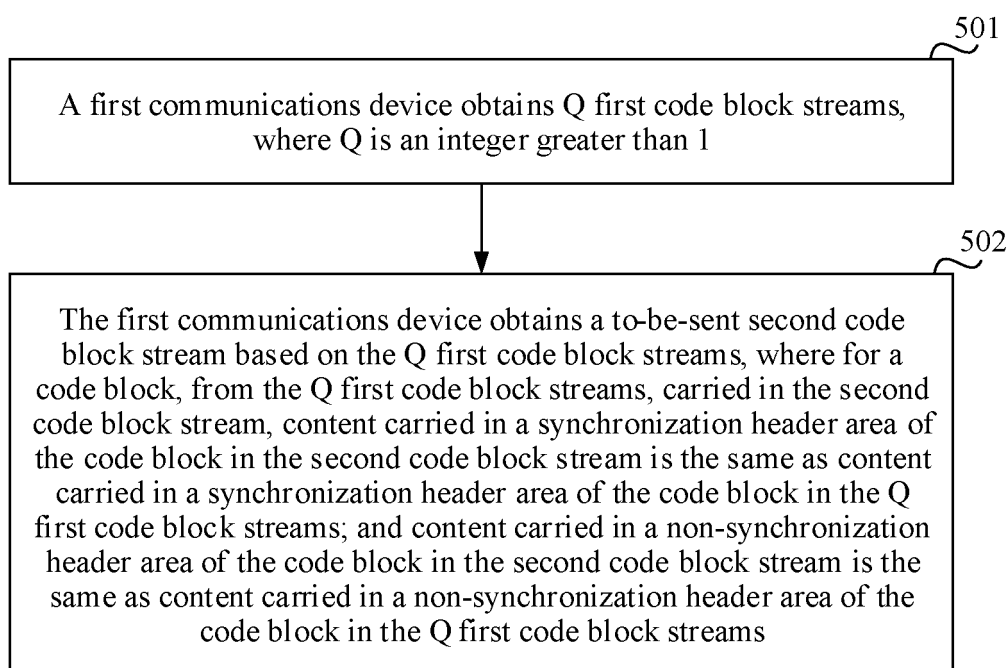 501
A first communications device obtains Q first code block streams,
where Q is an integer greater than 1
502
The first communications device obtains a to-be-sent second code
block stream based on the Q first code block streams, where for a
code block, from the Q first code block streams, carried in the second
code block stream, content carried in a synchronization header area of
the code block in the second code block stream is the same as content
carried in a synchronization header area of the code block in the Q
first code block streams; and content carried in a non-synchronization
header area of the code block in the second code block stream is the
same as content carried in a non-synchronization header area of the
code block in the Q first code block streams